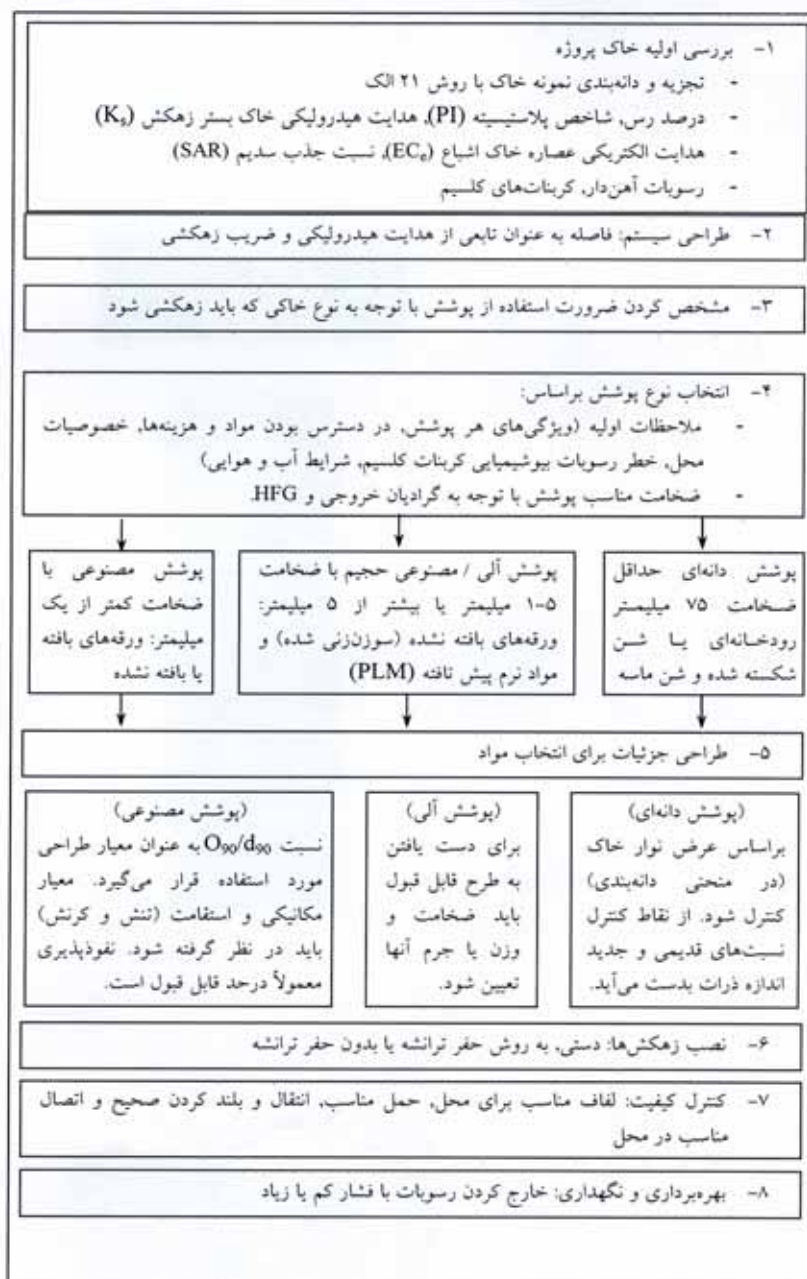 ۱- بررسی اولیه خاک پروژه
- تجزیه و دانه‌بندی نمونه خاک با روش ۲۱ الک
- درصد رس، شاخص پلاستیسیته (PI)، هدایت هیدرولیکی خاک بستر زهکش (Ks)
- هدایت الکتریکی عصاره خاک اشباع (ECe)، نسبت جذب سدیم (SAR)
- رسوبات آهن‌دار، کربنات‌های کلسیم
۲- طراحی سیستم: فاصله به عنوان تابعی از هدایت هیدرولیکی و ضریب زهکشی
۳- مشخص کردن ضرورت استفاده از پوشش با توجه به نوع خاکی که باید زهکشی شود
۴- انتخاب نوع پوشش براساس:
- ملاحظات اولیه (ویژگی‌های هر پوشش، در دسترس بودن مواد و هزینه‌ها، خصوصیات
محل، خطر رسوبات بیوشیمیایی کربنات کلسیم، شرایط آب و هوایی)
- ضخامت مناسب پوشش با توجه به گرادیان خروجی و HFG.
پوشش دانه‌ای حداقل
ضخامت ۷۵ میلیمتر
رودخانه‌ای یا شن
شکسته شده و شن ماسه
پوشش آلی / مصنوعی حجیم با ضخامت
۱-۵ میلیمتر یا بیشتر از ۵ میلیمتر:
ورقه‌های بافته نشده (سوزن‌زنی شده) و
مواد نرم پیش تافته (PLM)
پوشش مصنوعی با
ضخامت کمتر از یک
میلیمتر: ورقه‌های بافته
یا بافته نشده
۵- طراحی جزئیات برای انتخاب مواد
(پوشش دانه‌ای)
براساس عرض نوار خاک
(در منحنی دانه‌بندی)
کنترل شود. از نقاط کنترل
نسبت‌های قدیمی و جدید
اندازه ذرات بدست می‌آید.
(پوشش آلی)
برای دست یافتن
به طرح قابل قبول
باید ضخامت و
وزن یا جرم آنها
تعیین شود.
(پوشش مصنوعی)
نسبت O90/d90 به عنوان معیار طراحی
مورد استفاده قرار می‌گیرد. معیار
مکانیکی و استقامت (تنش و کرنش)
باید در نظر گرفته شود. نفوذپذیری
معمولاً درحد قابل قبول است.
۶- نصب زهکش‌ها: دستی، به روش حفر ترانشه یا بدون حفر ترانشه
۷- کنترل کیفیت: لفاف مناسب برای محل، حمل مناسب، انتقال و بلند کردن صحیح و اتصال
مناسب در محل
۸- بهره‌برداری و نگهداری: خارج کردن رسوبات با فشار کم یا زیاد